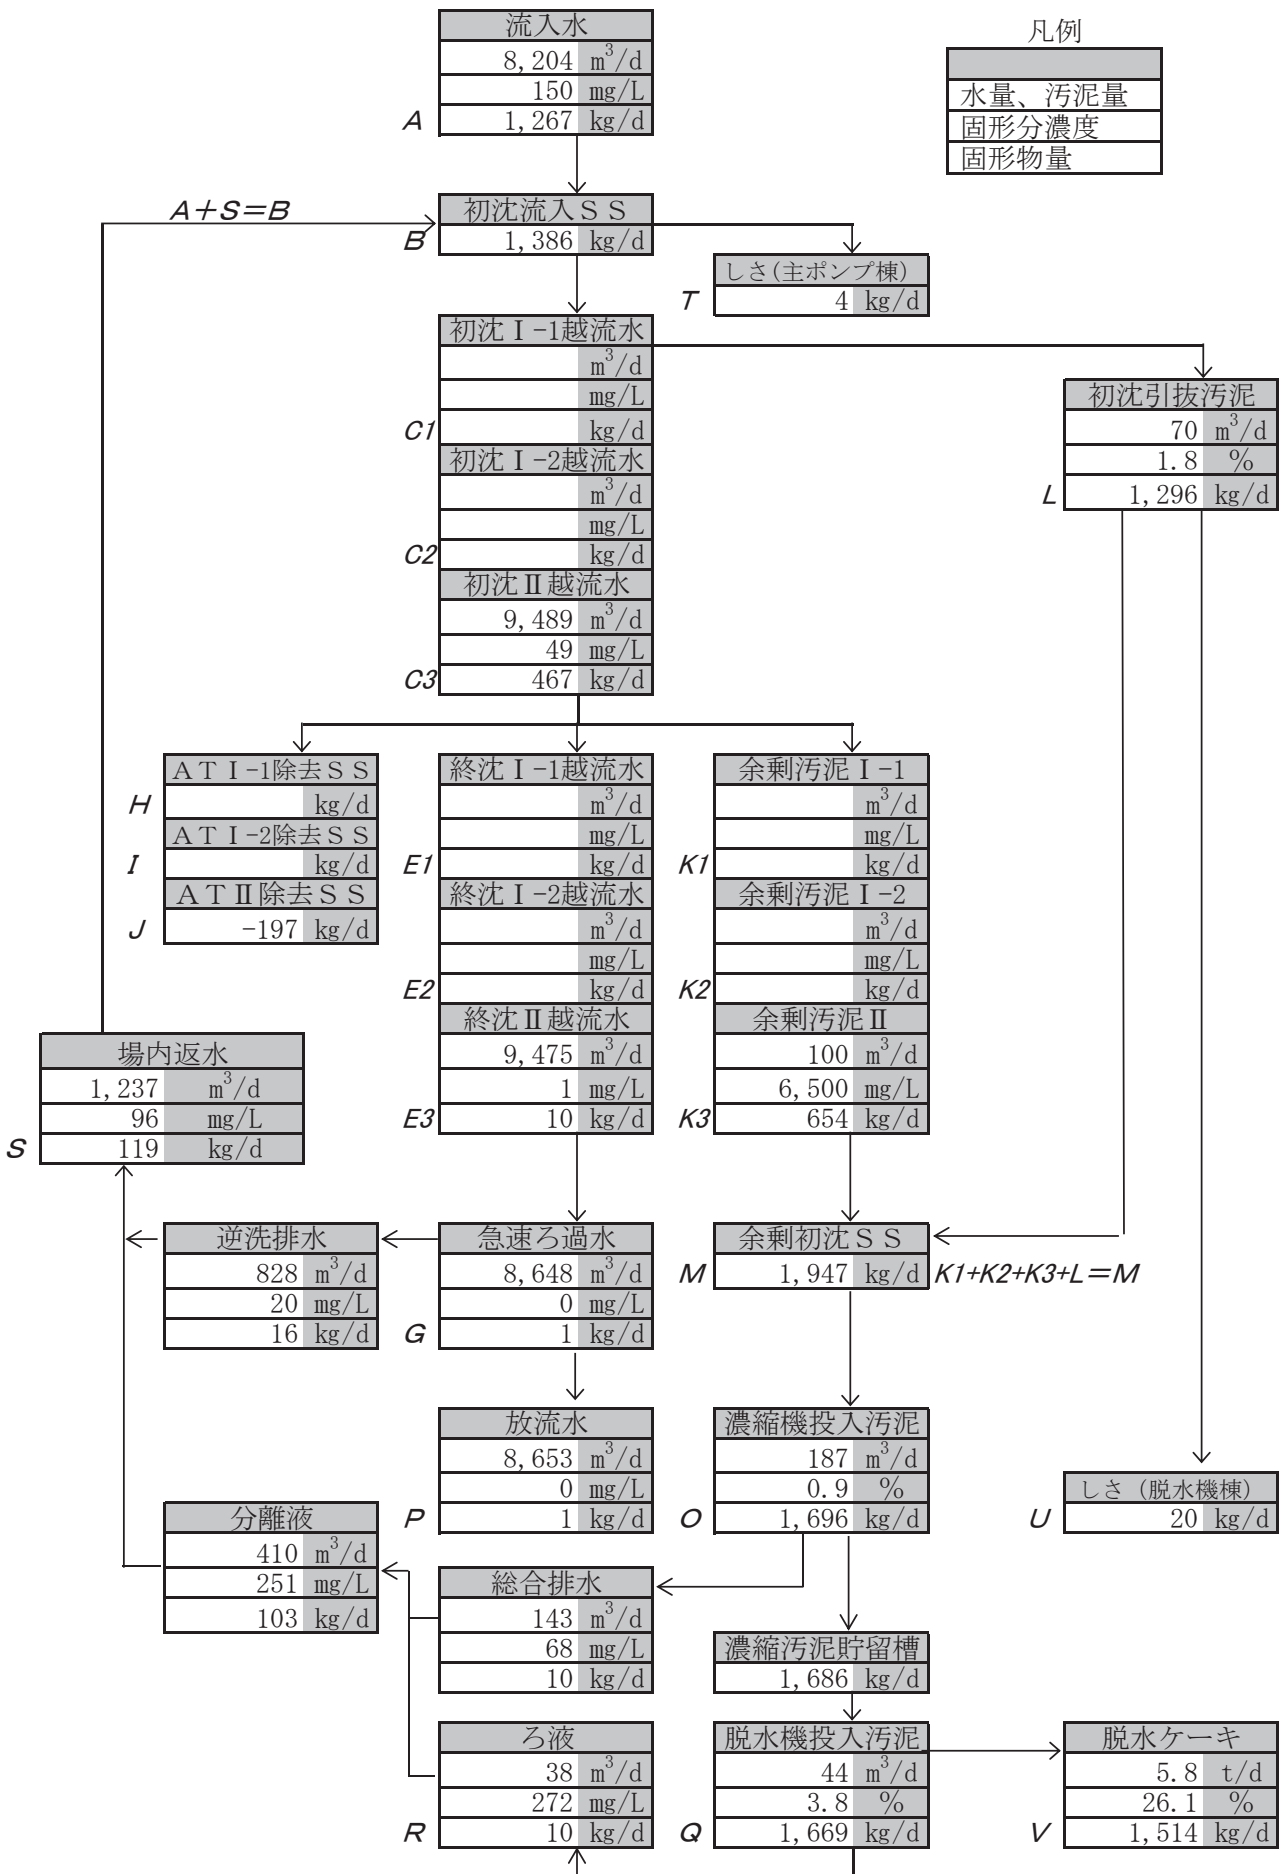 流入水
8,204 m³/d
150 mg/L
A 1,267 kg/d
凡例
水量、汚泥量
固形分濃度
固形物量
A+S=B
初沈流入ＳＳ
B 1,386 kg/d
しさ(主ポンプ棟)
T 4 kg/d
初沈Ⅰ-1越流水
m³/d
mg/L
C1 kg/d
初沈Ⅰ-2越流水
m³/d
mg/L
C2 kg/d
初沈Ⅱ越流水
9,489 m³/d
49 mg/L
C3 467 kg/d
初沈引抜汚泥
70 m³/d
1.8 %
L 1,296 kg/d
ＡＴⅠ-1除去ＳＳ
H kg/d
ＡＴⅠ-2除去ＳＳ
I kg/d
ＡＴⅡ除去ＳＳ
J -197 kg/d
終沈Ⅰ-1越流水
m³/d
mg/L
E1 kg/d
終沈Ⅰ-2越流水
m³/d
mg/L
E2 kg/d
終沈Ⅱ越流水
9,475 m³/d
1 mg/L
E3 10 kg/d
余剰汚泥Ⅰ-1
m³/d
mg/L
K1 kg/d
余剰汚泥Ⅰ-2
m³/d
mg/L
K2 kg/d
余剰汚泥Ⅱ
100 m³/d
6,500 mg/L
K3 654 kg/d
場内返水
1,237 m³/d
96 mg/L
S 119 kg/d
逆洗排水
828 m³/d
20 mg/L
16 kg/d
急速ろ過水
8,648 m³/d
0 mg/L
G 1 kg/d
余剰初沈ＳＳ
M 1,947 kg/d K1+K2+K3+L=M
放流水
8,653 m³/d
0 mg/L
P 1 kg/d
濃縮機投入汚泥
187 m³/d
0.9 %
O 1,696 kg/d
しさ（脱水機棟）
U 20 kg/d
分離液
410 m³/d
251 mg/L
103 kg/d
総合排水
143 m³/d
68 mg/L
10 kg/d
濃縮汚泥貯留槽
1,686 kg/d
ろ液
38 m³/d
272 mg/L
R 10 kg/d
脱水機投入汚泥
44 m³/d
3.8 %
Q 1,669 kg/d
脱水ケーキ
5.8 t/d
26.1 %
V 1,514 kg/d